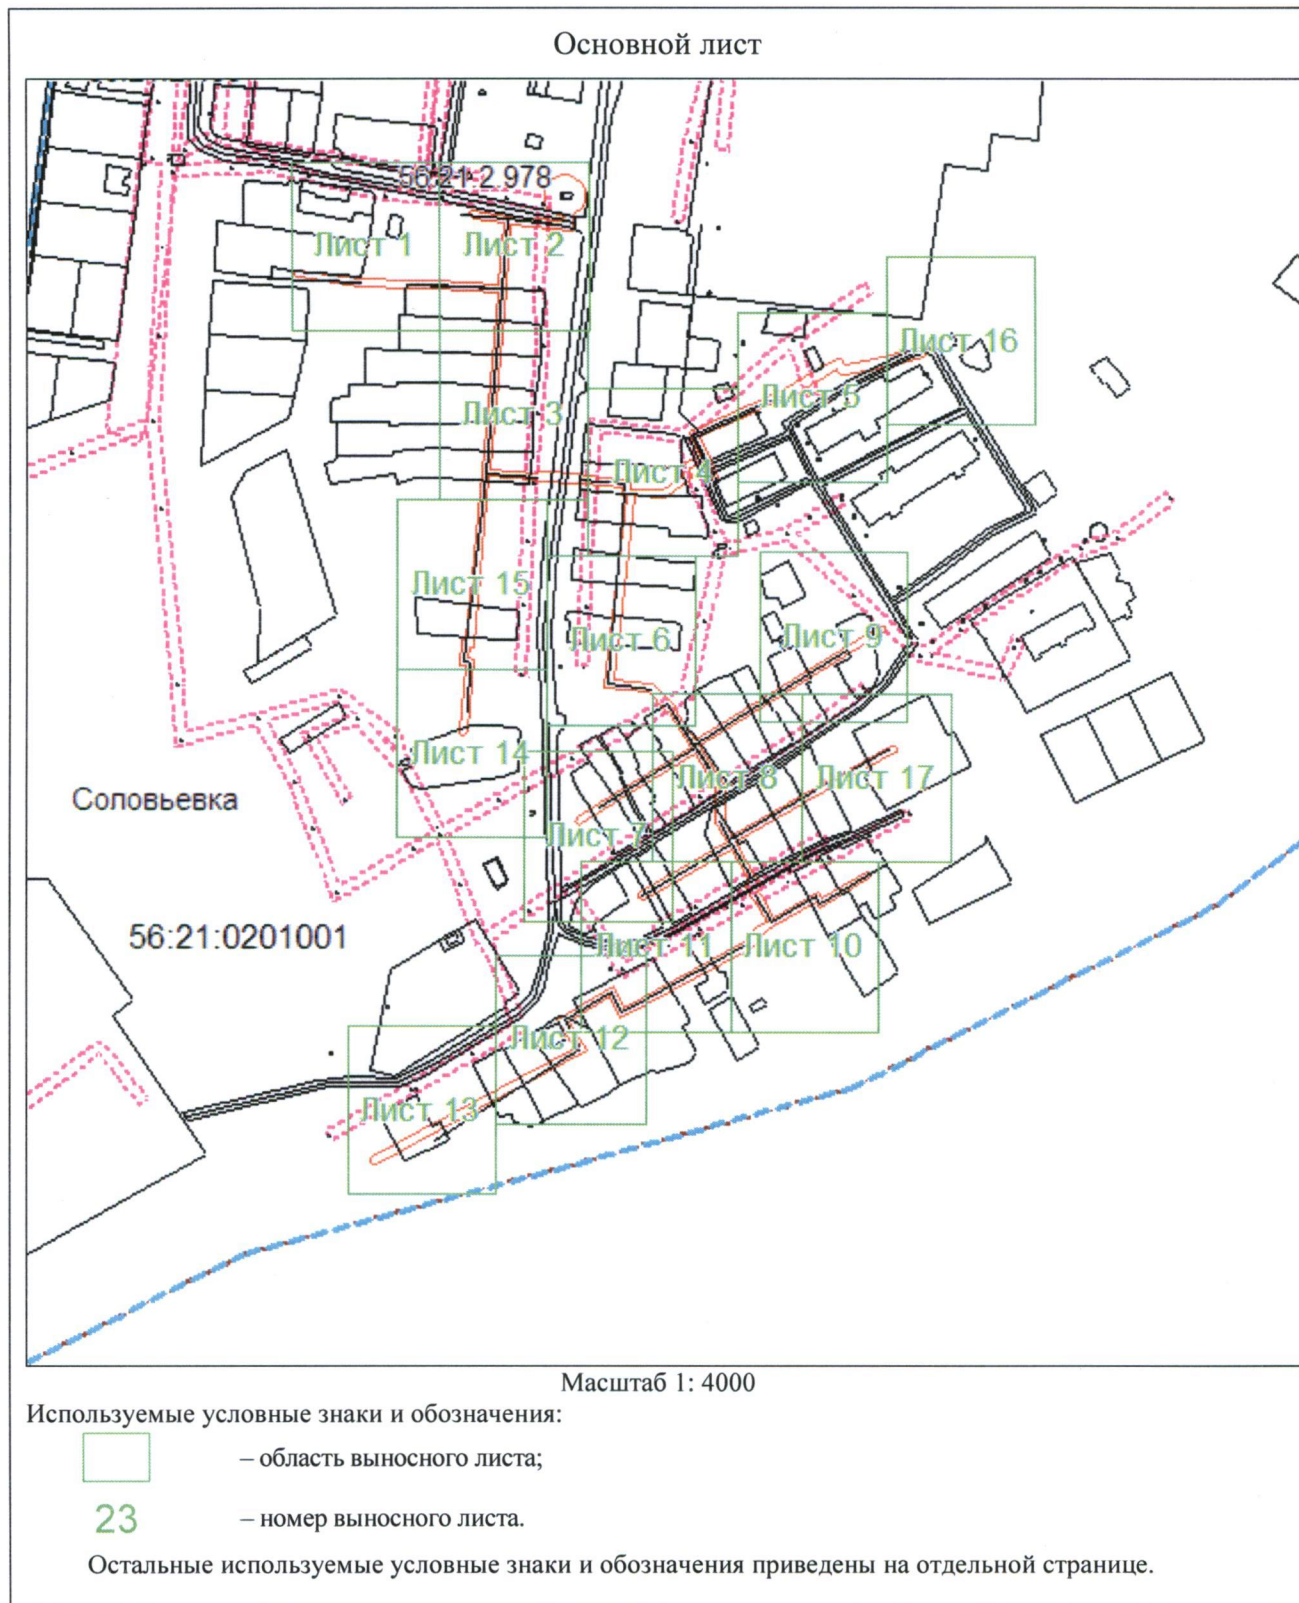 Основной лист
56:21:2 978
Лист 1
Лист 2
Лист 16
Лист 5
Лист 3
Лист 4
Лист 15
Лист 6
Лист 9
Лист 14
Лист 8
Лист 17
Соловьевка
Лист 7
56:21:0201001
Лист 11
Лист 10
Лист 12
Лист 13
Масштаб 1: 4000
Используемые условные знаки и обозначения:
– область выносного листа;
23 – номер выносного листа.
Остальные используемые условные знаки и обозначения приведены на отдельной странице.